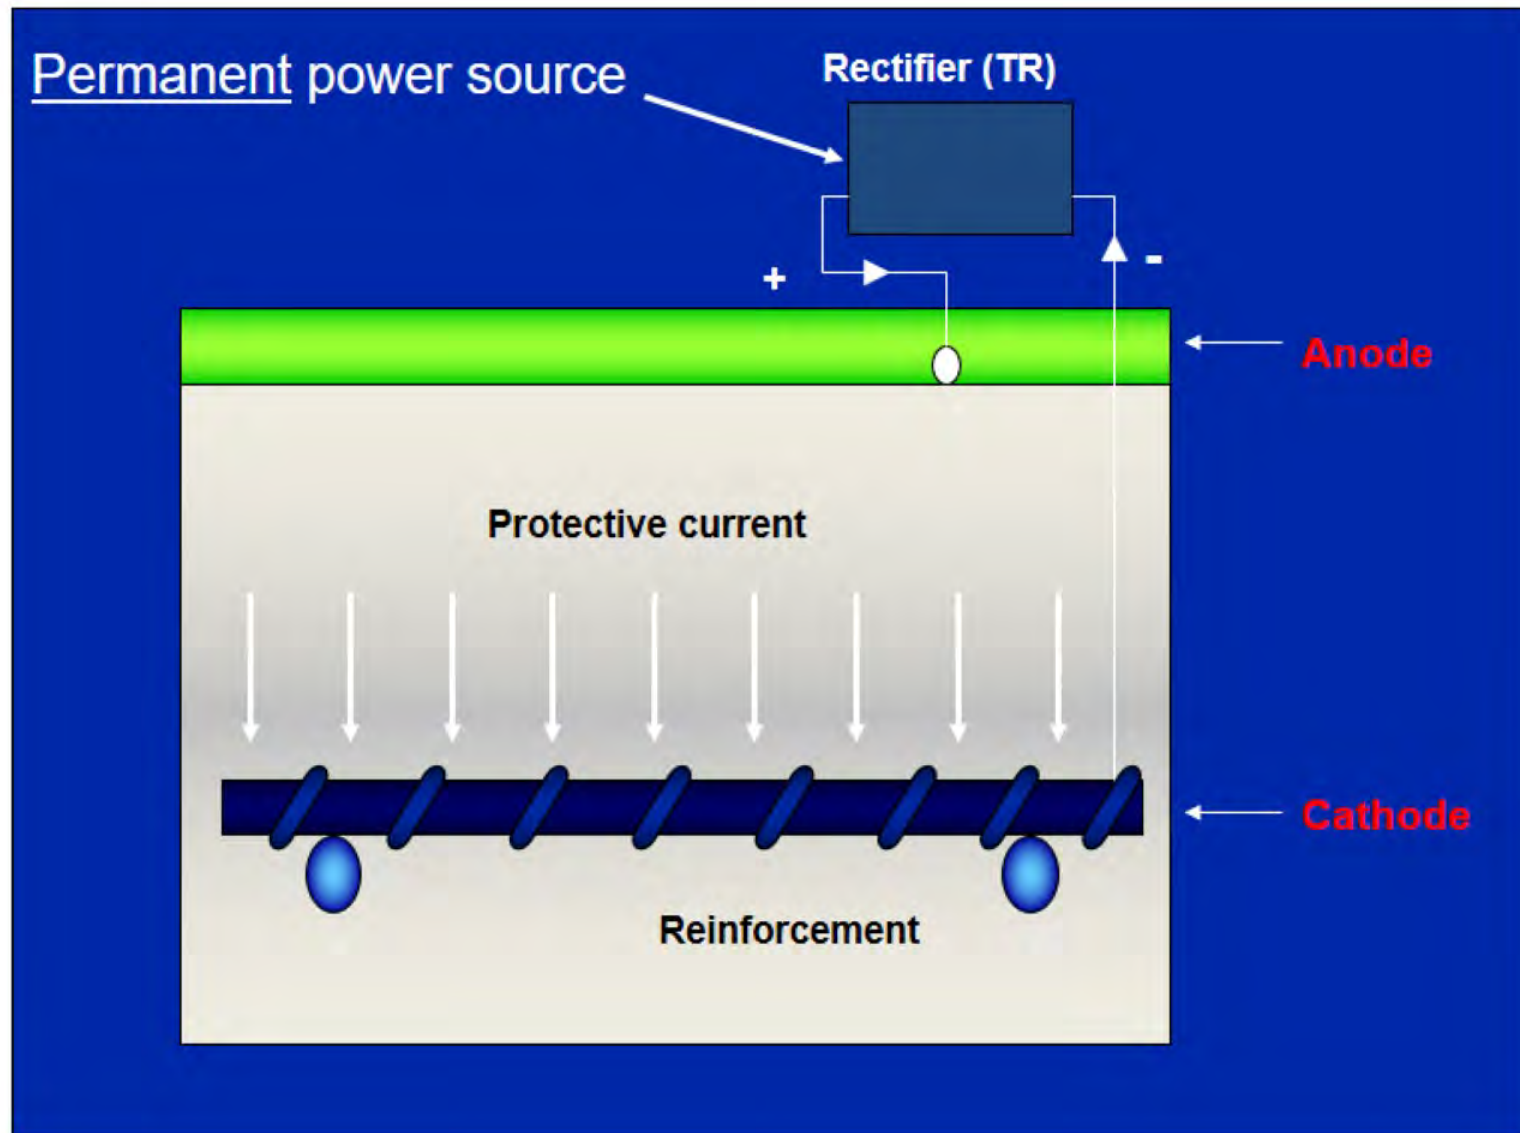 Permanent power source
Rectifier (TR)
+
-
Anode
Protective current
Cathode
Reinforcement